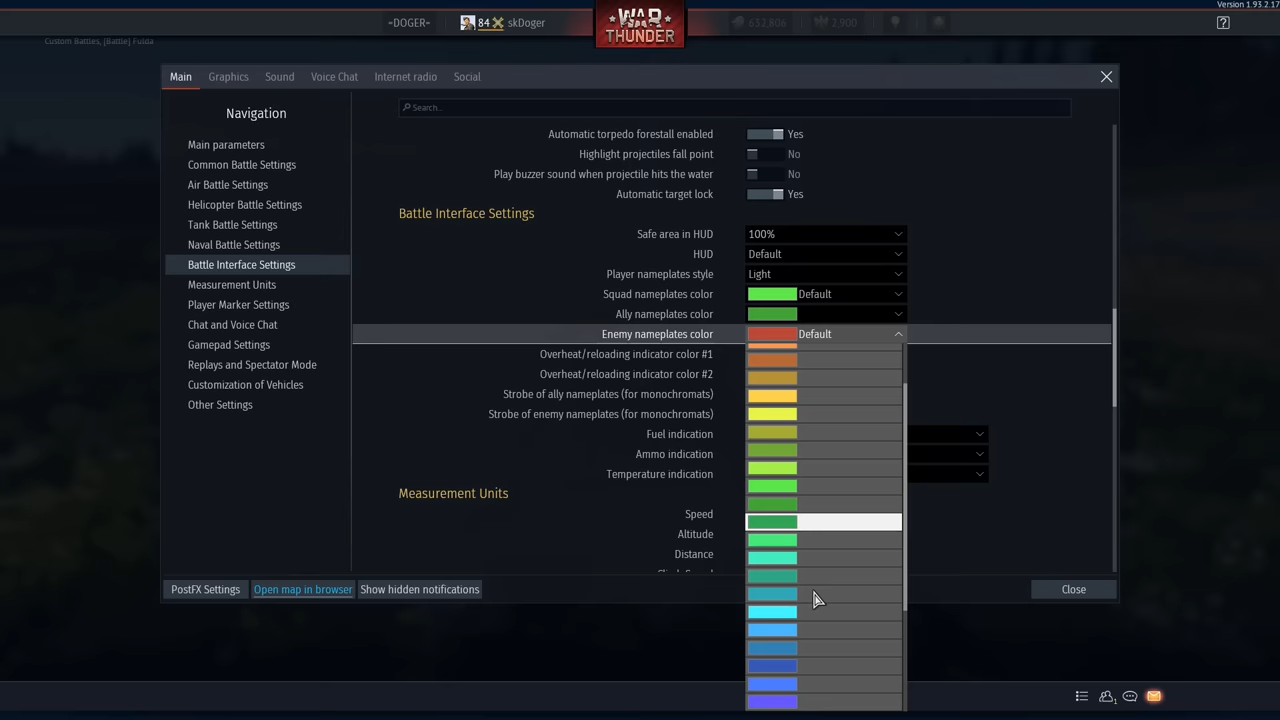 Version 1.93.2.17
=DOGER= 84 skDoger WAR THUNDER 632,806 2,900
Custom Battles, [Battle] Fulda
Main Graphics Sound Voice Chat Internet radio Social
Navigation
Search...
Main parameters
Common Battle Settings
Air Battle Settings
Helicopter Battle Settings
Tank Battle Settings
Naval Battle Settings
Battle Interface Settings
Measurement Units
Player Marker Settings
Chat and Voice Chat
Gamepad Settings
Replays and Spectator Mode
Customization of Vehicles
Other Settings
Automatic torpedo forestall enabled Yes
Highlight projectiles fall point No
Play buzzer sound when projectile hits the water No
Automatic target lock Yes
Battle Interface Settings
Safe area in HUD 100%
HUD Default
Player nameplates style Light
Squad nameplates color Default
Ally nameplates color
Enemy nameplates color Default
Overheat/reloading indicator color #1
Overheat/reloading indicator color #2
Strobe of ally nameplates (for monochromats)
Strobe of enemy nameplates (for monochromats)
Fuel indication
Ammo indication
Temperature indication
Measurement Units
Speed
Altitude
Distance
PostFX Settings Open map in browser Show hidden notifications Close
1